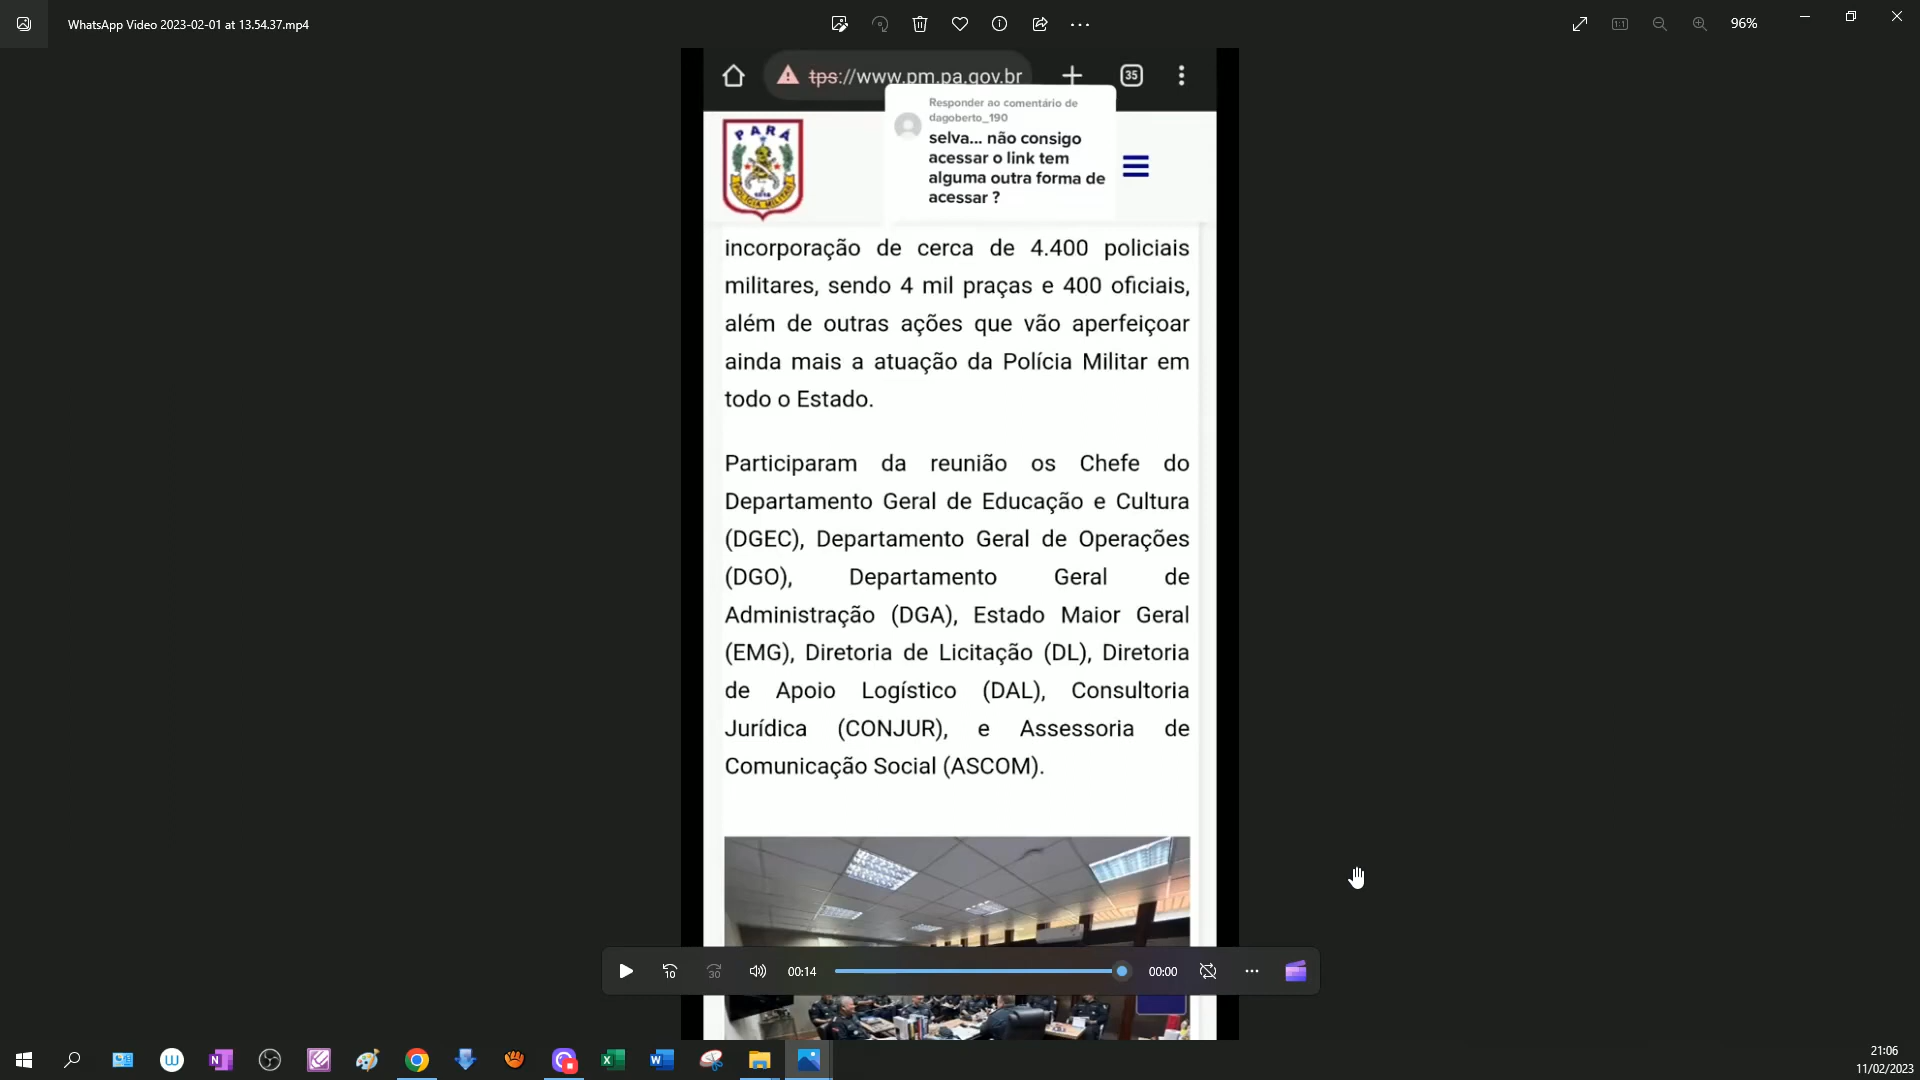 WhatsApp Video 2023-02-01 at 13.54.37.mp4
96%
tps://www.pm.pa.gov.br
35
Responder ao comentário de
dagoberto_190
selva... não consigo
acessar o link tem
alguma outra forma de
acessar ?
PARÁ
POLÍCIA MILITAR
incorporação de cerca de 4.400 policiais
militares, sendo 4 mil praças e 400 oficiais,
além de outras ações que vão aperfeiçoar
ainda mais a atuação da Polícia Militar em
todo o Estado.
Participaram da reunião os Chefe do
Departamento Geral de Educação e Cultura
(DGEC), Departamento Geral de Operações
(DGO), Departamento Geral de
Administração (DGA), Estado Maior Geral
(EMG), Diretoria de Licitação (DL), Diretoria
de Apoio Logístico (DAL), Consultoria
Jurídica (CONJUR), e Assessoria de
Comunicação Social (ASCOM).
10
30
00:14
00:00
21:06
11/02/2023